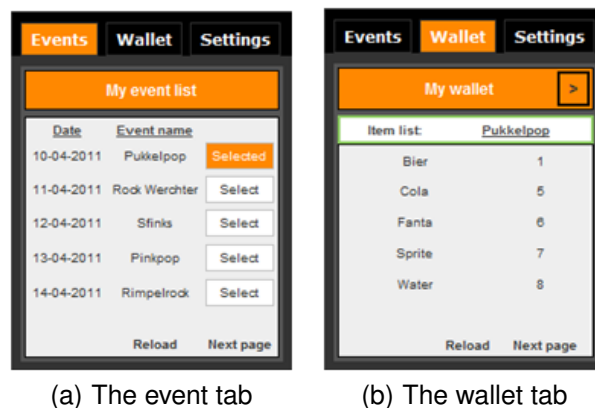 Events Wallet Settings
My event list
Date Event name
10-04-2011 Pukkelpop Selected
11-04-2011 Rock Werchter Select
12-04-2011 Sfinks Select
13-04-2011 Pinkpop Select
14-04-2011 Rimpelrock Select
Reload Next page
(a) The event tab
Events Wallet Settings
My wallet >
Item list: Pukkelpop
Bier 1
Cola 5
Fanta 6
Sprite 7
Water 8
Reload Next page
(b) The wallet tab